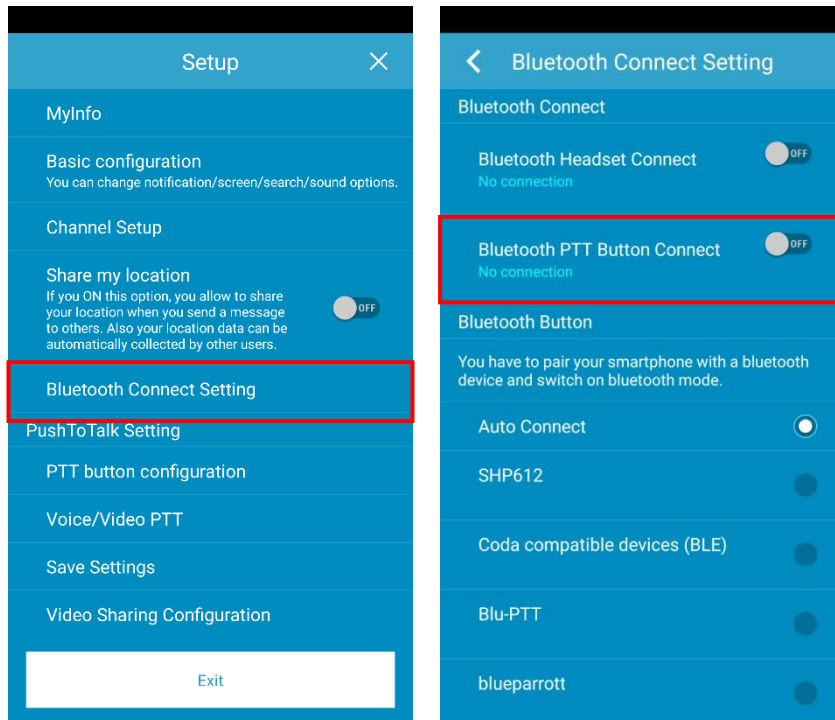 Setup
MyInfo
Basic configuration
You can change notification/screen/search/sound options.
Channel Setup
Share my location
If you ON this option, you allow to share
your location when you send a message
to others. Also your location data can be
automatically collected by other users.
OFF
Bluetooth Connect Setting
PushToTalk Setting
PTT button configuration
Voice/Video PTT
Save Settings
Video Sharing Configuration
Exit
Bluetooth Connect Setting
Bluetooth Connect
Bluetooth Headset Connect
OFF
No connection
Bluetooth PTT Button Connect
OFF
No connection
Bluetooth Button
You have to pair your smartphone with a bluetooth
device and switch on bluetooth mode.
Auto Connect
SHP612
Coda compatible devices (BLE)
Blu-PTT
blueparrott